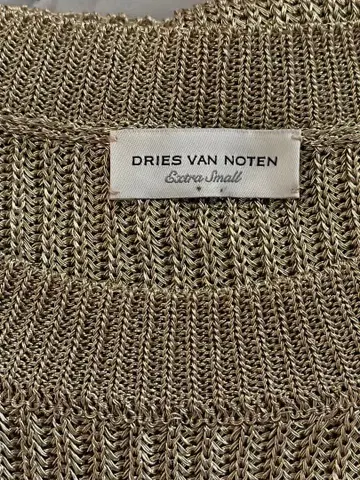 DRIES VAN NOTEN
Extra Small